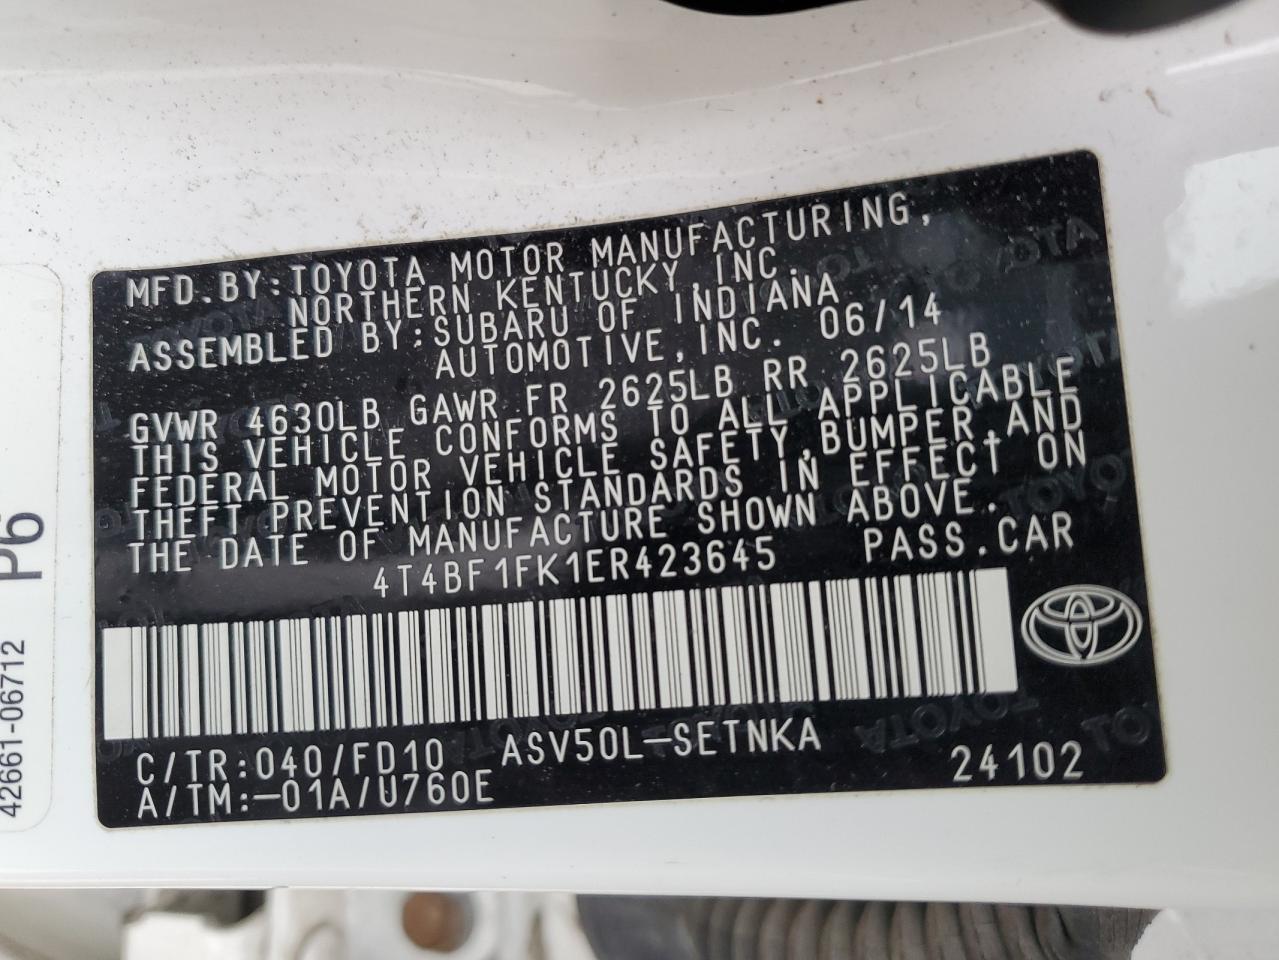 MFD.BY:TOYOTA MOTOR MANUFACTURING,
NORTHERN KENTUCKY,INC.
ASSEMBLED BY:SUBARU OF INDIANA
AUTOMOTIVE,INC. 06/14
GVWR 4630LB GAWR FR 2625LB RR 2625LB
THIS VEHICLE CONFORMS TO ALL APPLICABLE
FEDERAL MOTOR VEHICLE SAFETY,BUMPER,AND
THEFT PREVENTION STANDARDS IN EFFECT ON
THE DATE OF MANUFACTURE SHOWN ABOVE.
4T4BF1FK1ER423645 PASS.CAR
C/TR:040/FD10 ASV50L-SETNKA
A/TM:-01A/U760E 24102
42661-06712